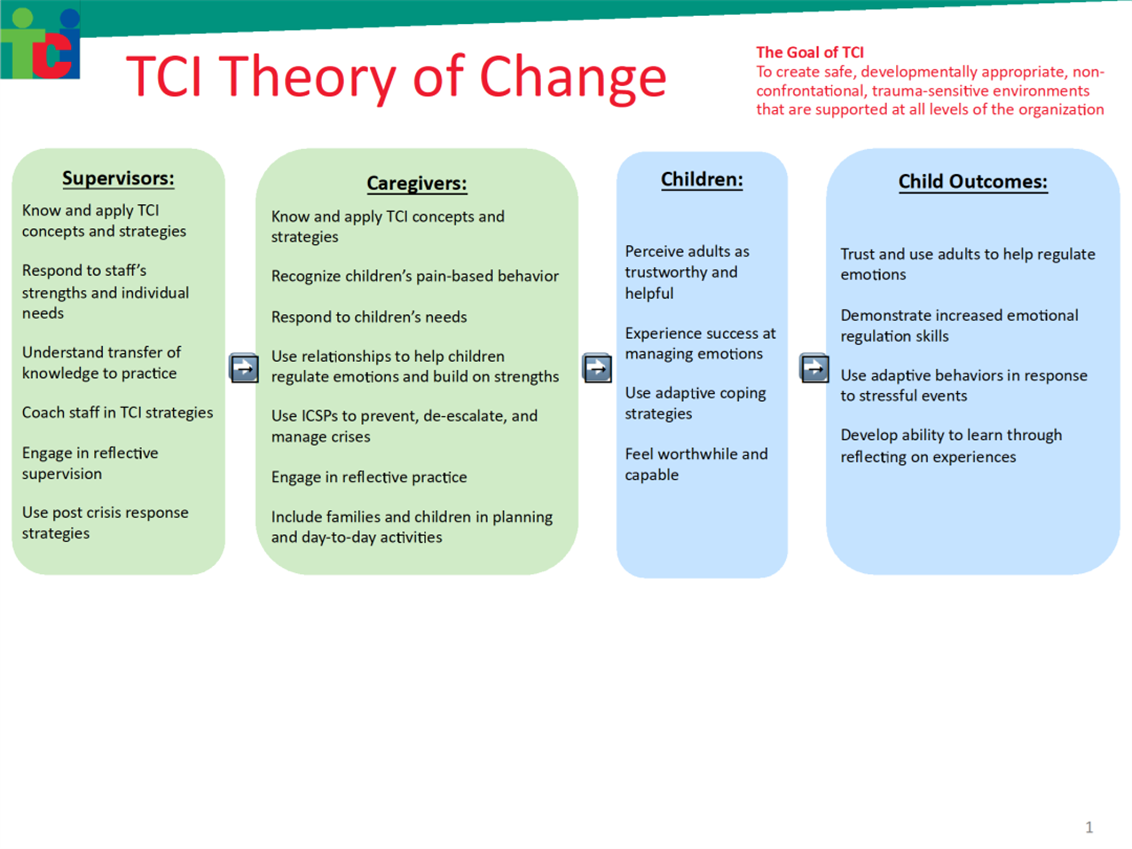 TCI
TCI Theory of Change
The Goal of TCI
To create safe, developmentally appropriate, non-
confrontational, trauma-sensitive environments
that are supported at all levels of the organization
Supervisors:
Know and apply TCI
concepts and strategies
Respond to staff’s
strengths and individual
needs
Understand transfer of
knowledge to practice
Coach staff in TCI strategies
Engage in reflective
supervision
Use post crisis response
strategies
Caregivers:
Know and apply TCI concepts and
strategies
Recognize children’s pain-based behavior
Respond to children’s needs
Use relationships to help children
regulate emotions and build on strengths
Use ICSPs to prevent, de-escalate, and
manage crises
Engage in reflective practice
Include families and children in planning
and day-to-day activities
Children:
Perceive adults as
trustworthy and
helpful
Experience success at
managing emotions
Use adaptive coping
strategies
Feel worthwhile and
capable
Child Outcomes:
Trust and use adults to help regulate
emotions
Demonstrate increased emotional
regulation skills
Use adaptive behaviors in response
to stressful events
Develop ability to learn through
reflecting on experiences
1